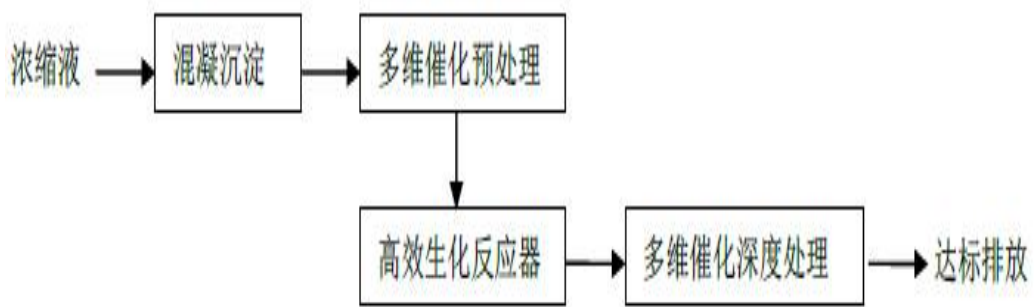 浓缩液
混凝沉淀
多维催化预处理
高效生化反应器
多维催化深度处理
达标排放